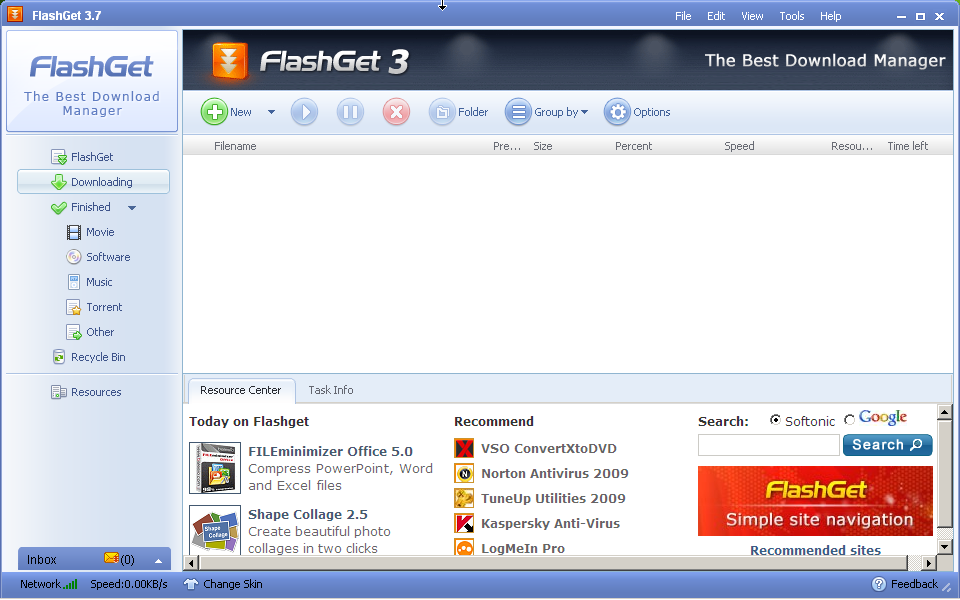 FlashGet 3.7
File Edit View Tools Help
FlashGet
The Best Download
Manager
FlashGet 3
The Best Download Manager
New Folder Group by Options
Filename Pre... Size Percent Speed Resou... Time left
FlashGet
Downloading
Finished
Movie
Software
Music
Torrent
Other
Recycle Bin
Resources
Inbox (0)
Resource Center Task Info
Today on Flashget
FILEminimizer Office 5.0
Compress PowerPoint, Word
and Excel files
Shape Collage 2.5
Create beautiful photo
collages in two clicks
Recommend
VSO ConvertXtoDVD
Norton Antivirus 2009
TuneUp Utilities 2009
Kaspersky Anti-Virus
LogMeIn Pro
Search: Softonic Google
Search
FlashGet
Simple site navigation
Recommended sites
Network Speed:0.00KB/s Change Skin Feedback